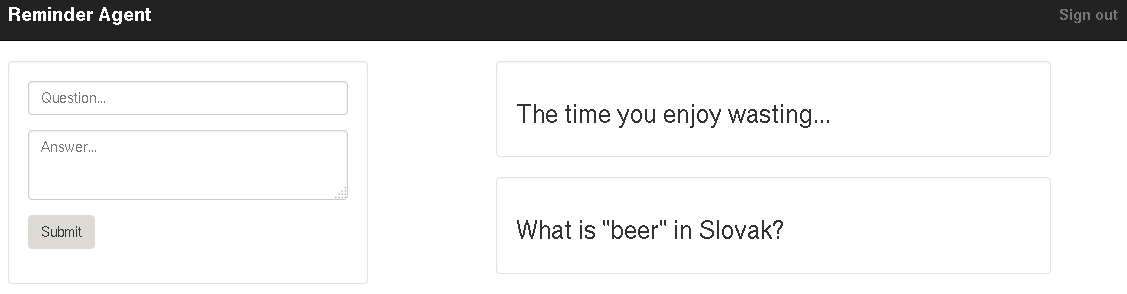 Reminder Agent
Sign out
Question...
Answer...
Submit
The time you enjoy wasting...
What is "beer" in Slovak?